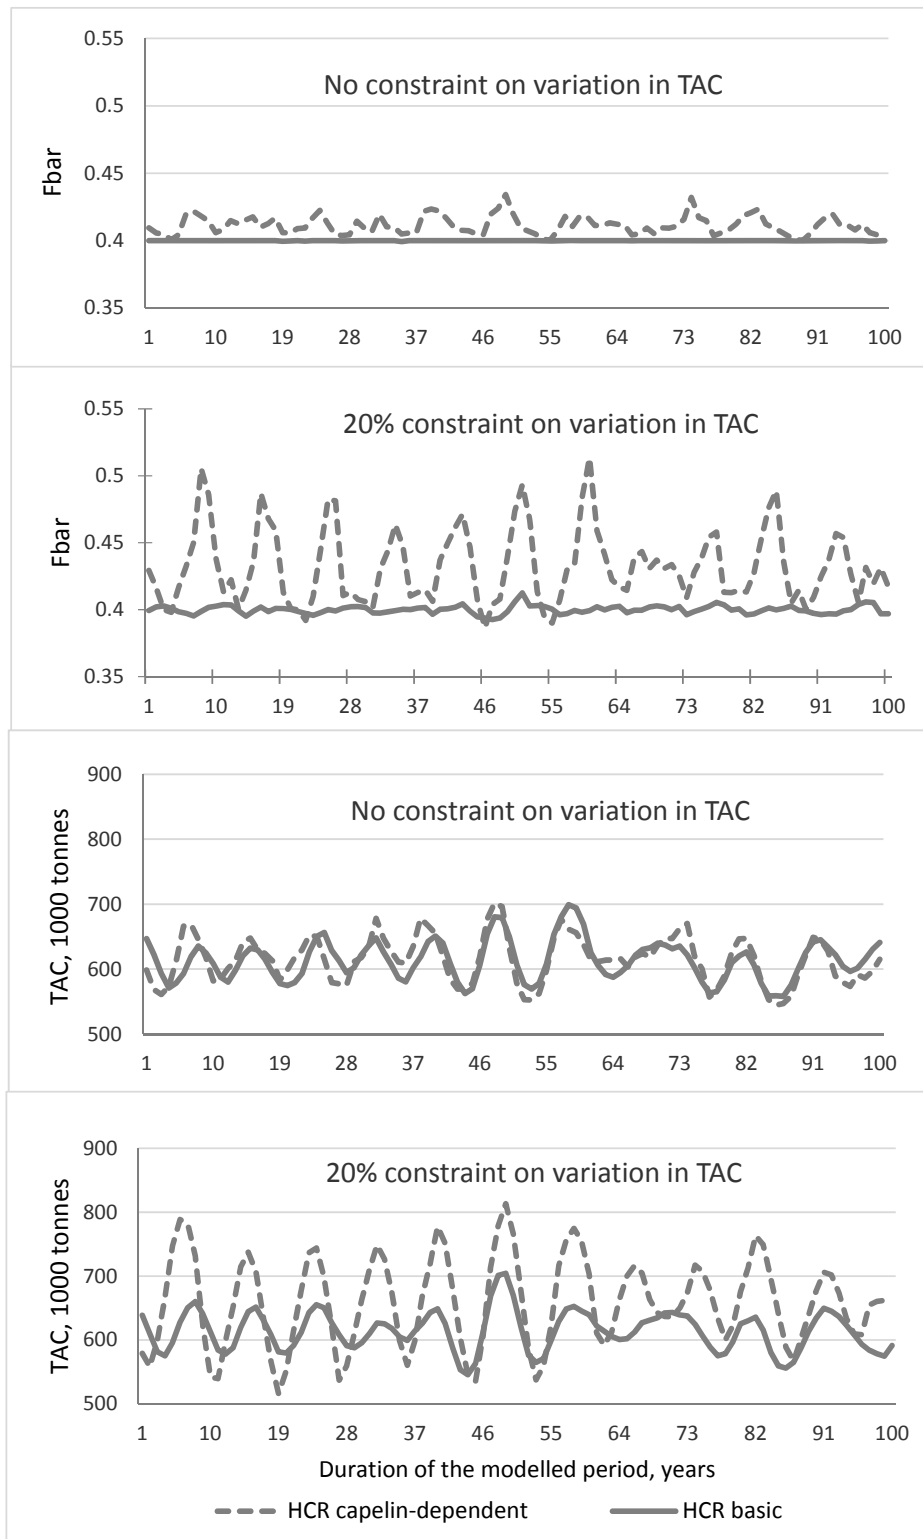 0.55
No constraint on variation in TAC
0.5
Fbar
0.45
0.4
0.35
1 10 19 28 37 46 55 64 73 82 91 100
0.55
20% constraint on variation in TAC
0.5
Fbar
0.45
0.4
0.35
1 10 19 28 37 46 55 64 73 82 91 100
900
No constraint on variation in TAC
800
TAC, 1000 tonnes
700
600
500
1 10 19 28 37 46 55 64 73 82 91 100
900
20% constraint on variation in TAC
800
TAC, 1000 tonnes
700
600
500
1 10 19 28 37 46 55 64 73 82 91 100
Duration of the modelled period, years
HCR capelin-dependent HCR basic